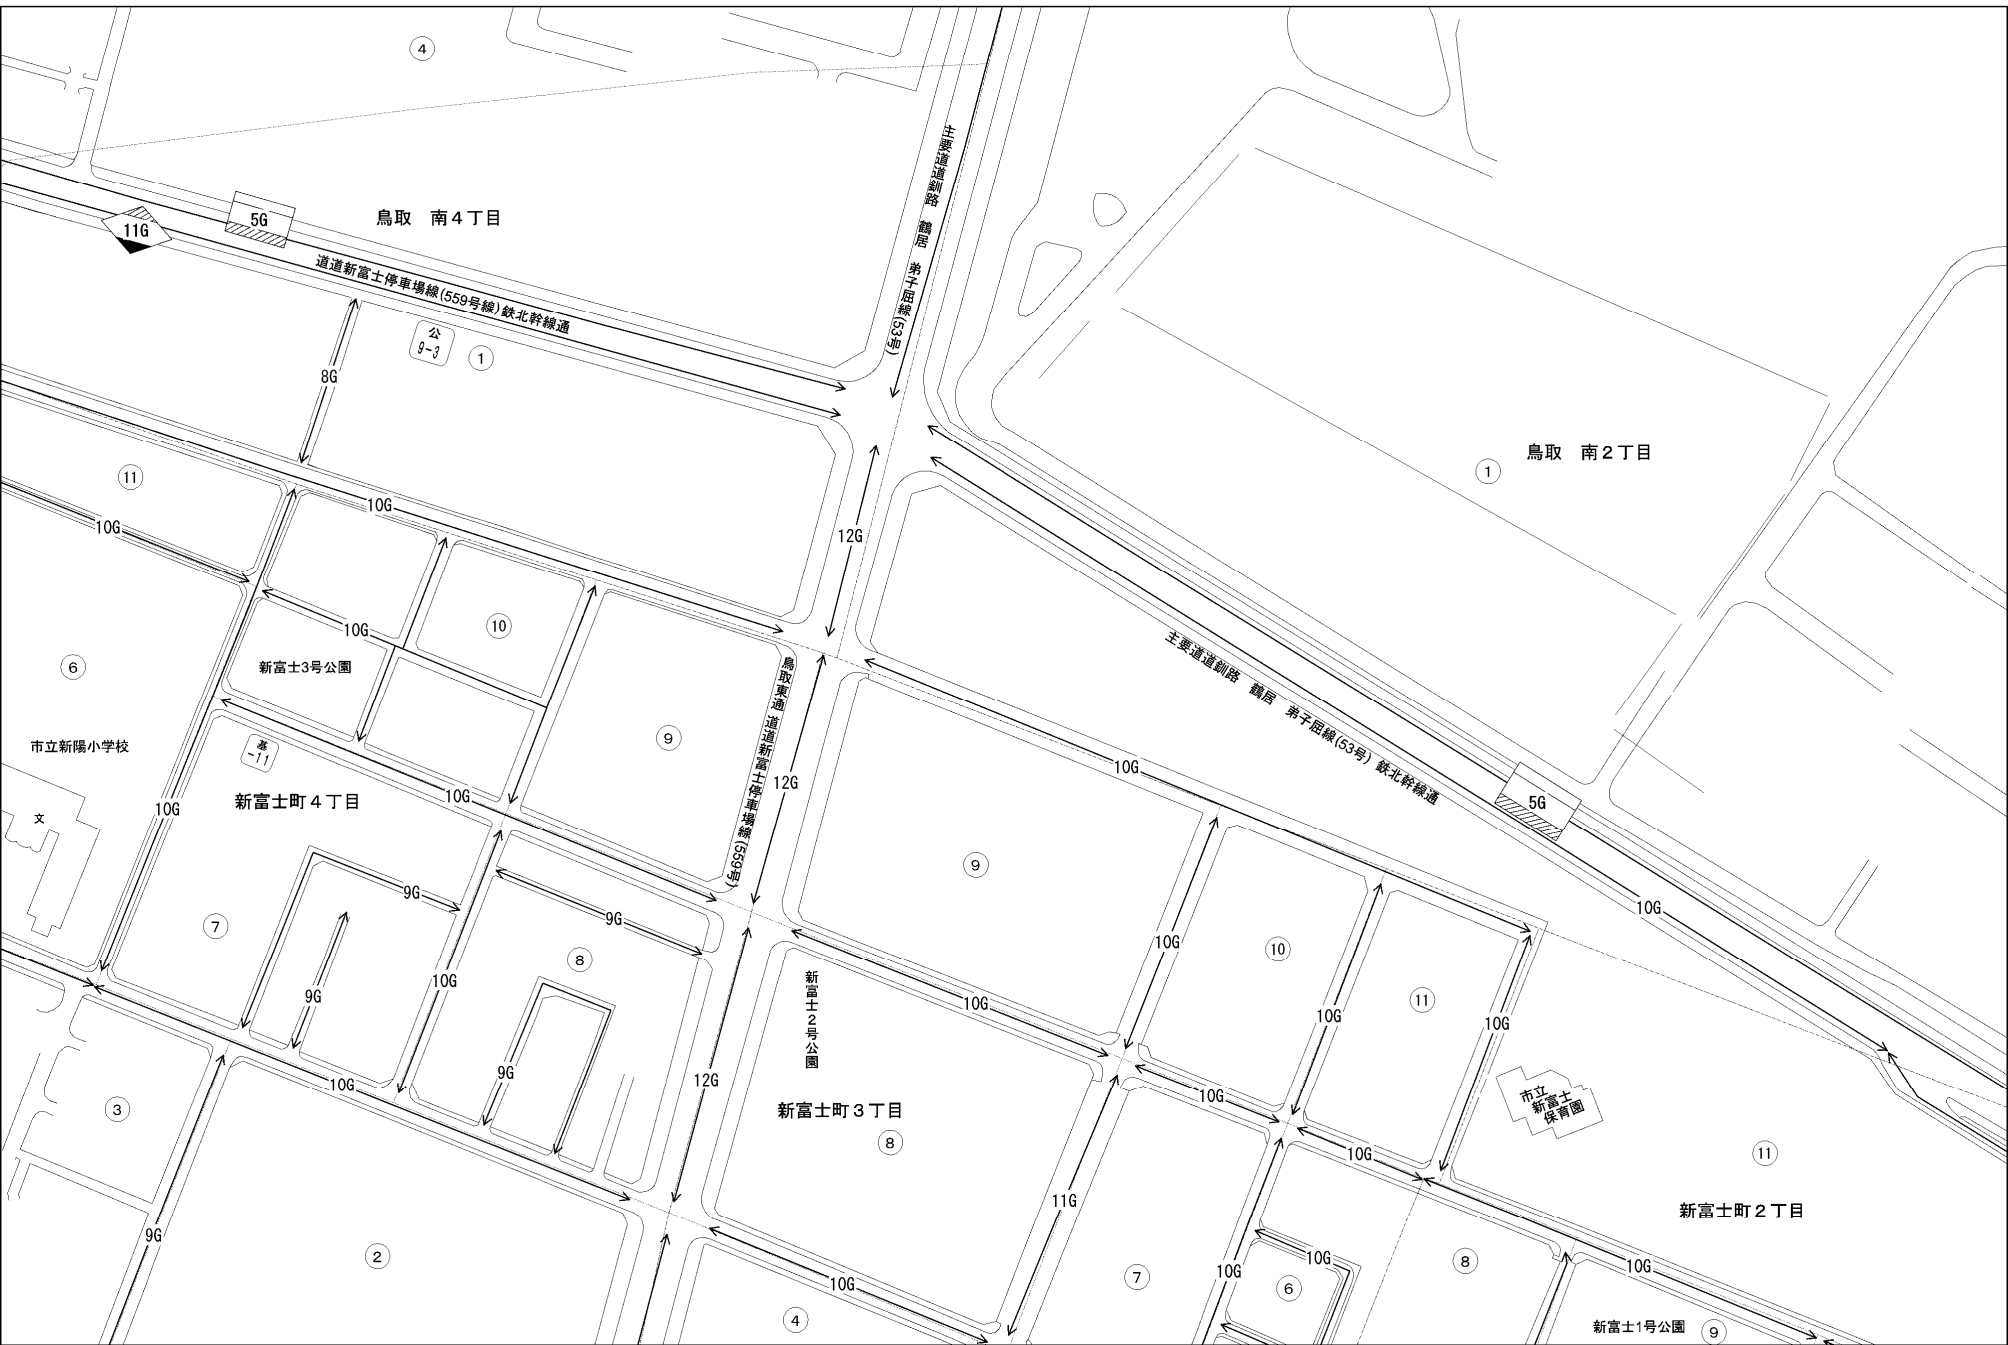 ④
主要道道釧路　鶴居　弟子屈線(53号)
5G
11G
鳥取　南４丁目
道道新富士停車場線(559号線)鉄北幹線通
公
9-3
①
8G
鳥取　南２丁目
①
⑪
10G
10G
12G
⑩
10G
⑥
新富士3号公園
主要道道釧路　鶴居　弟子屈線(53号) 鉄北幹線通
鳥取東通 道道新富士停車場線(559号)
⑨
市立新陽小学校
基
-11
10G
12G
10G
新富士町４丁目
5G
10G
文
⑨
9G
10G
9G
⑦
10G
⑩
⑧
新富士２号公園
10G
9G
10G
⑪
10G
10G
9G
12G
10G
10G
市立
新富士
保育園
③
新富士町３丁目
⑧
10G
⑪
11G
新富士町２丁目
9G
②
10G
⑦
10G
10G
⑥
⑧
10G
④
新富士1号公園
⑨